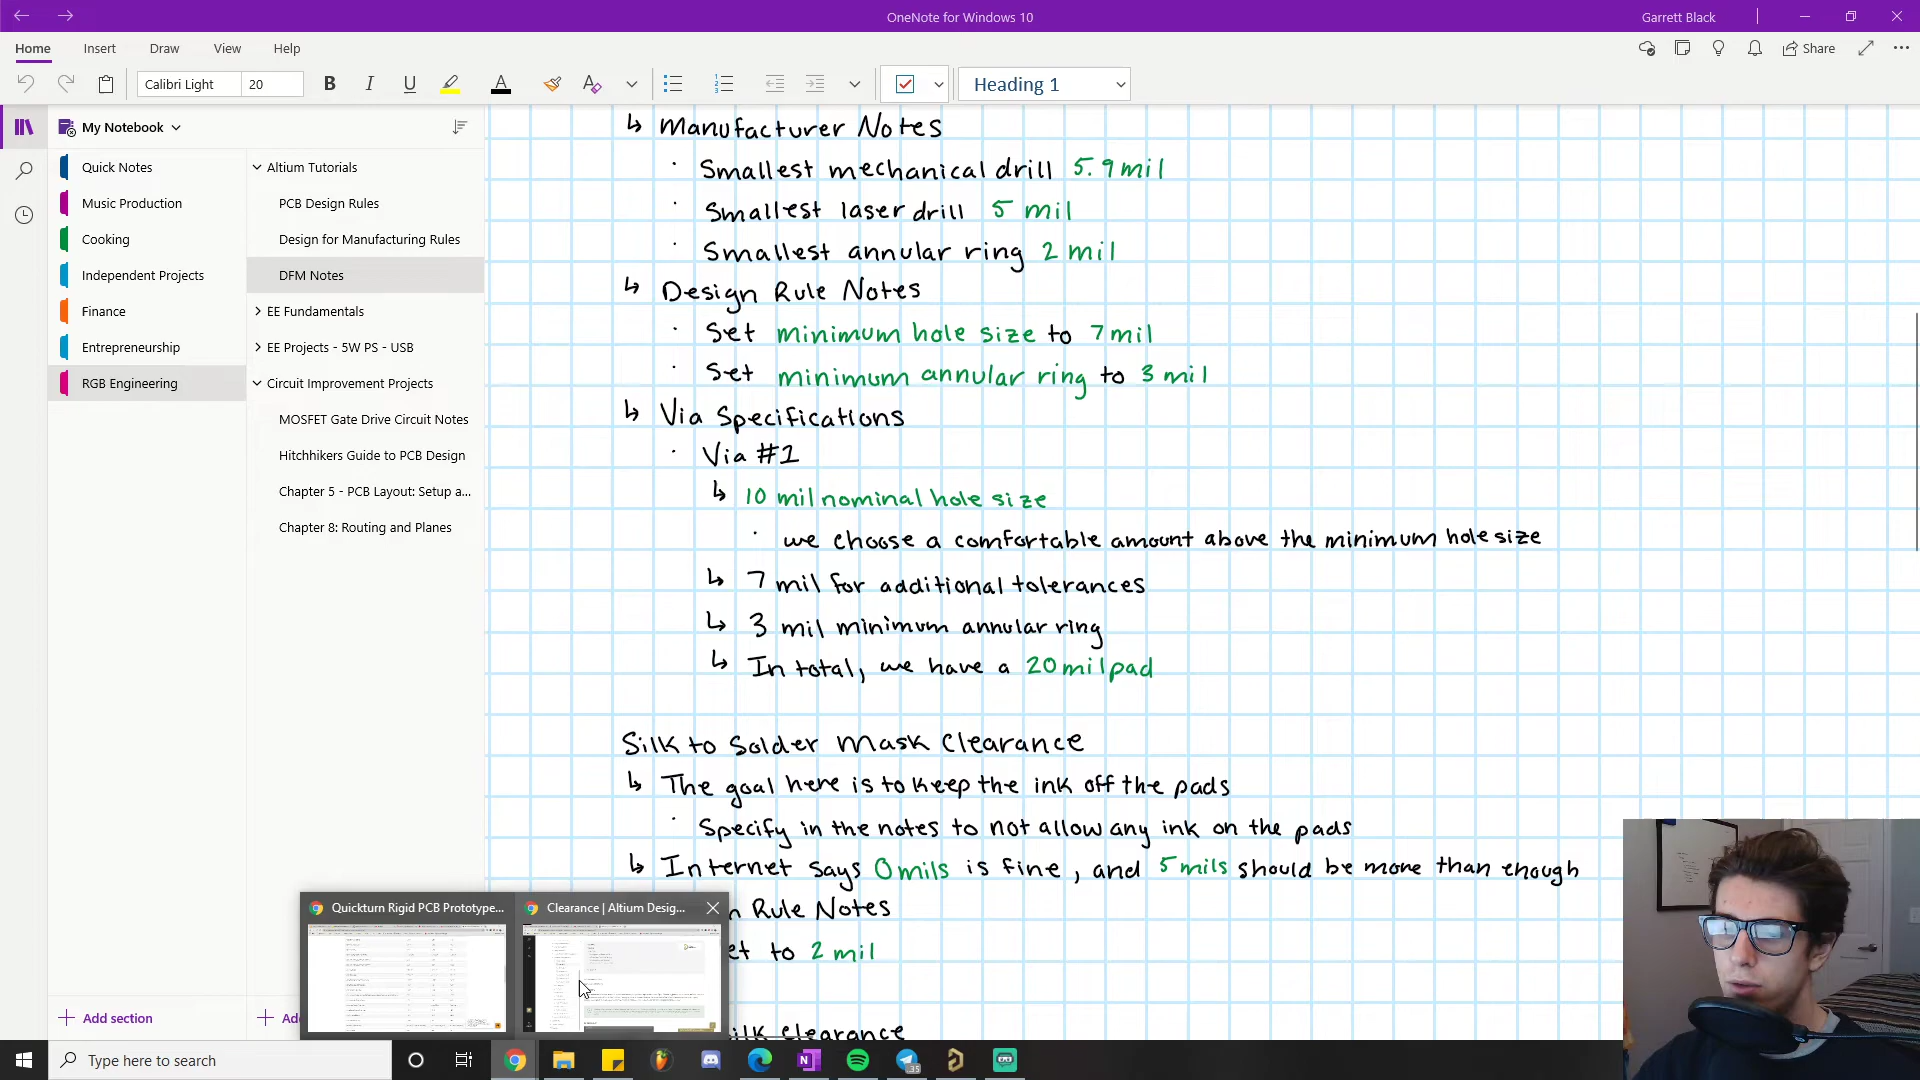 OneNote for Windows 10
Garrett Black
Home Insert Draw View Help
Share
Calibri Light 20 B I U A Heading 1
My Notebook
Quick Notes
Music Production
Cooking
Independent Projects
Finance
Entrepreneurship
RGB Engineering
Add section
Altium Tutorials
PCB Design Rules
Design for Manufacturing Rules
DFM Notes
EE Fundamentals
EE Projects - 5W PS - USB
Circuit Improvement Projects
MOSFET Gate Drive Circuit Notes
Hitchhikers Guide to PCB Design
Chapter 5 - PCB Layout: Setup a...
Chapter 8: Routing and Planes
Manufacturer Notes
Smallest mechanical drill 5.9 mil
Smallest laser drill 5 mil
Smallest annular ring 2 mil
Design Rule Notes
Set minimum hole size to 7 mil
Set minimum annular ring to 3 mil
Via Specifications
Via #1
10 mil nominal hole size
we choose a comfortable amount above the minimum hole size
7 mil for additional tolerances
3 mil minimum annular ring
In total, we have a 20 mil pad
Silk to Solder Mask Clearance
The goal here is to keep the ink off the pads
Specify in the notes to not allow any ink on the pads
Internet says 0 mils is fine, and 5 mils should be more than enough
n Rule Notes
et to 2 mil
ilk Clearance
Quickturn Rigid PCB Prototype...
Clearance | Altium Desig...
Type here to search